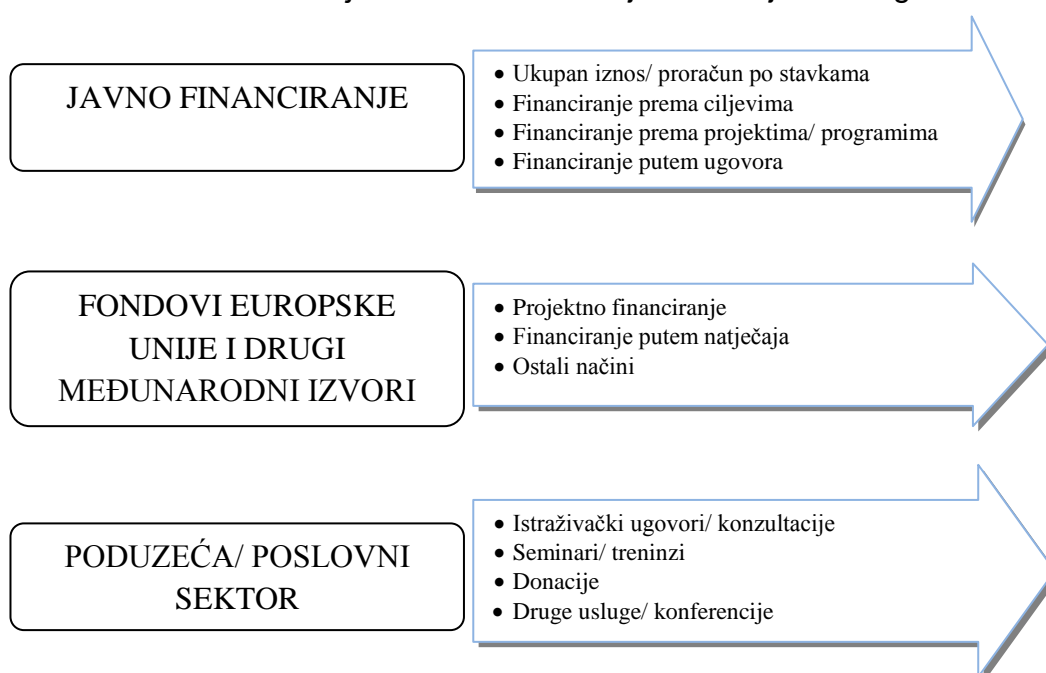 JAVNO FINANCIRANJE
• Ukupan iznos/ proračun po stavkama
• Financiranje prema ciljevima
• Financiranje prema projektima/ programima
• Financiranje putem ugovora
FONDOVI EUROPSKE
UNIJE I DRUGI
MEĐUNARODNI IZVORI
• Projektno financiranje
• Financiranje putem natječaja
• Ostali načini
PODUZEĆA/ POSLOVNI
SEKTOR
• Istraživački ugovori/ konzultacije
• Seminari/ treninzi
• Donacije
• Druge usluge/ konferencije